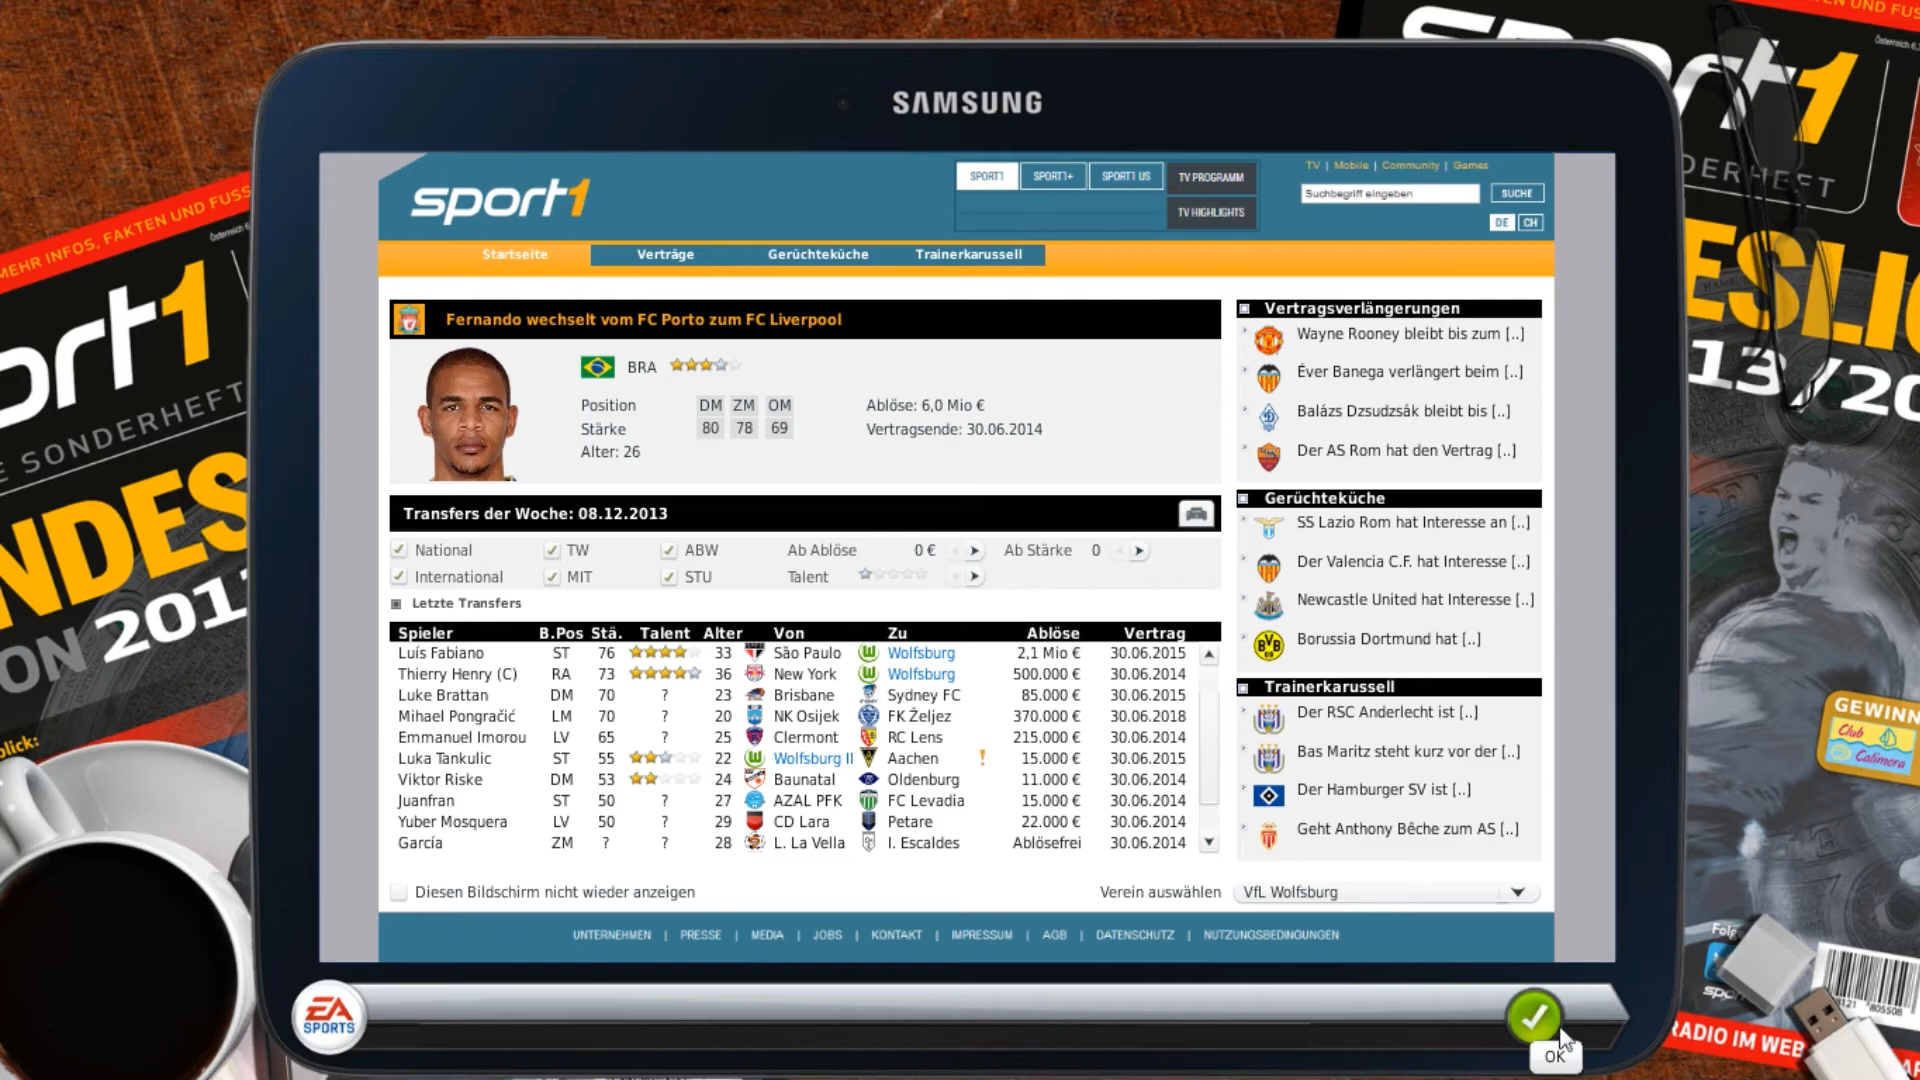 SAMSUNG
sport1
SPORT1 SPORT1+ SPORT1 US TV PROGRAMM
TV HIGHLIGHTS
TV | Mobile | Community | Games
Suchbegriff eingeben SUCHE
DE CH
Startseite Verträge Gerüchteküche Trainerkarussell
Fernando wechselt vom FC Porto zum FC Liverpool
BRA
Position DM ZM OM Ablöse: 6,0 Mio €
Stärke 80 78 69 Vertragsende: 30.06.2014
Alter: 26
Transfers der Woche: 08.12.2013
National TW ABW Ab Ablöse 0 € Ab Stärke 0
International MIT STU Talent
Letzte Transfers
Spieler B.Pos Stä. Talent Alter Von Zu Ablöse Vertrag
Luís Fabiano ST 76 33 São Paulo Wolfsburg 2,1 Mio € 30.06.2015
Thierry Henry (C) RA 73 36 New York Wolfsburg 500.000 € 30.06.2014
Luke Brattan DM 70 ? 23 Brisbane Sydney FC 85.000 € 30.06.2015
Mihael Pongračić LM 70 ? 20 NK Osijek FK Željez 370.000 € 30.06.2018
Emmanuel Imorou LV 65 ? 25 Clermont RC Lens 215.000 € 30.06.2014
Luka Tankulic ST 55 22 Wolfsburg II Aachen ! 15.000 € 30.06.2015
Viktor Riske DM 53 24 Baunatal Oldenburg 11.000 € 30.06.2014
Juanfran ST 50 ? 27 AZAL PFK FC Levadia 15.000 € 30.06.2014
Yuber Mosquera LV 50 ? 29 CD Lara Petare 22.000 € 30.06.2014
García ZM ? ? 28 L. La Vella I. Escaldes Ablösefrei 30.06.2014
Diesen Bildschirm nicht wieder anzeigen Verein auswählen VfL Wolfsburg
Vertragsverlängerungen
Wayne Rooney bleibt bis zum [..]
Éver Banega verlängert beim [..]
Balázs Dzsudzsák bleibt bis [..]
Der AS Rom hat den Vertrag [..]
Gerüchteküche
SS Lazio Rom hat Interesse an [..]
Der Valencia C.F. hat Interesse [..]
Newcastle United hat Interesse [..]
Borussia Dortmund hat [..]
Trainerkarussell
Der RSC Anderlecht ist [..]
Bas Maritz steht kurz vor der [..]
Der Hamburger SV ist [..]
Geht Anthony Bêche zum AS [..]
UNTERNEHMEN | PRESSE | MEDIA | JOBS | KONTAKT | IMPRESSUM | AGB | DATENSCHUTZ | NUTZUNGSBEDINGUNGEN
EA
SPORTS
OK
MEHR INFOS. FAKTEN UND FUSS
ort1
SONDERHEFT
NDES
ON 201
blick:
sport1
DERHEFT
ESLIG
13/20
GEWINN
Club
Calimera
RADIO IM WEB